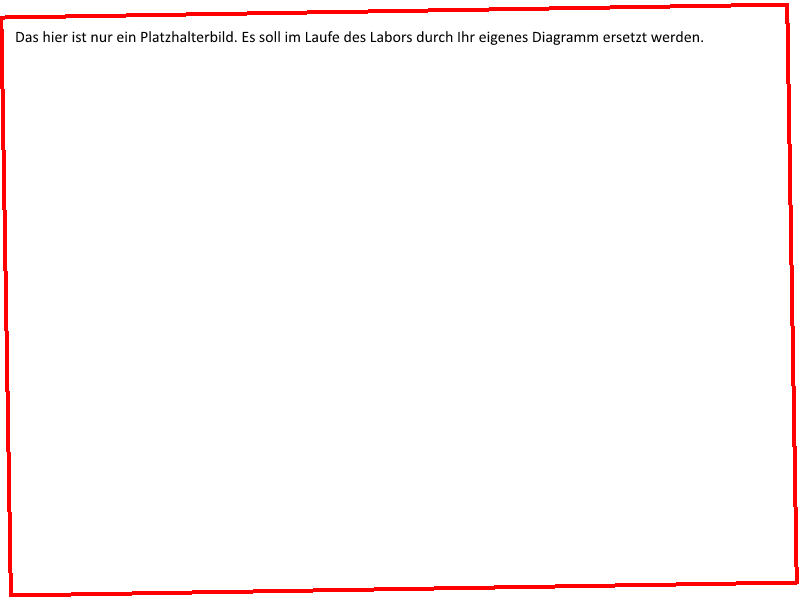 Das hier ist nur ein Platzhalterbild. Es soll im Laufe des Labors durch Ihr eigenes Diagramm ersetzt werden.